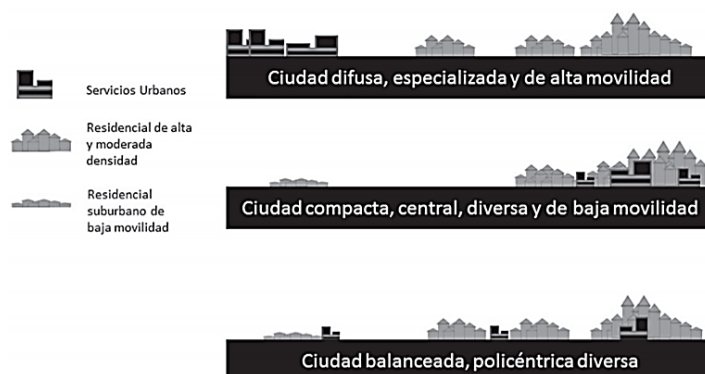 Ciudad difusa, especializada y de alta movilidad
Servicios Urbanos
Residencial de alta
y moderada
densidad
Residencial
suburbano de
baja movilidad
Ciudad compacta, central, diversa y de baja movilidad
Ciudad balanceada, policéntrica diversa